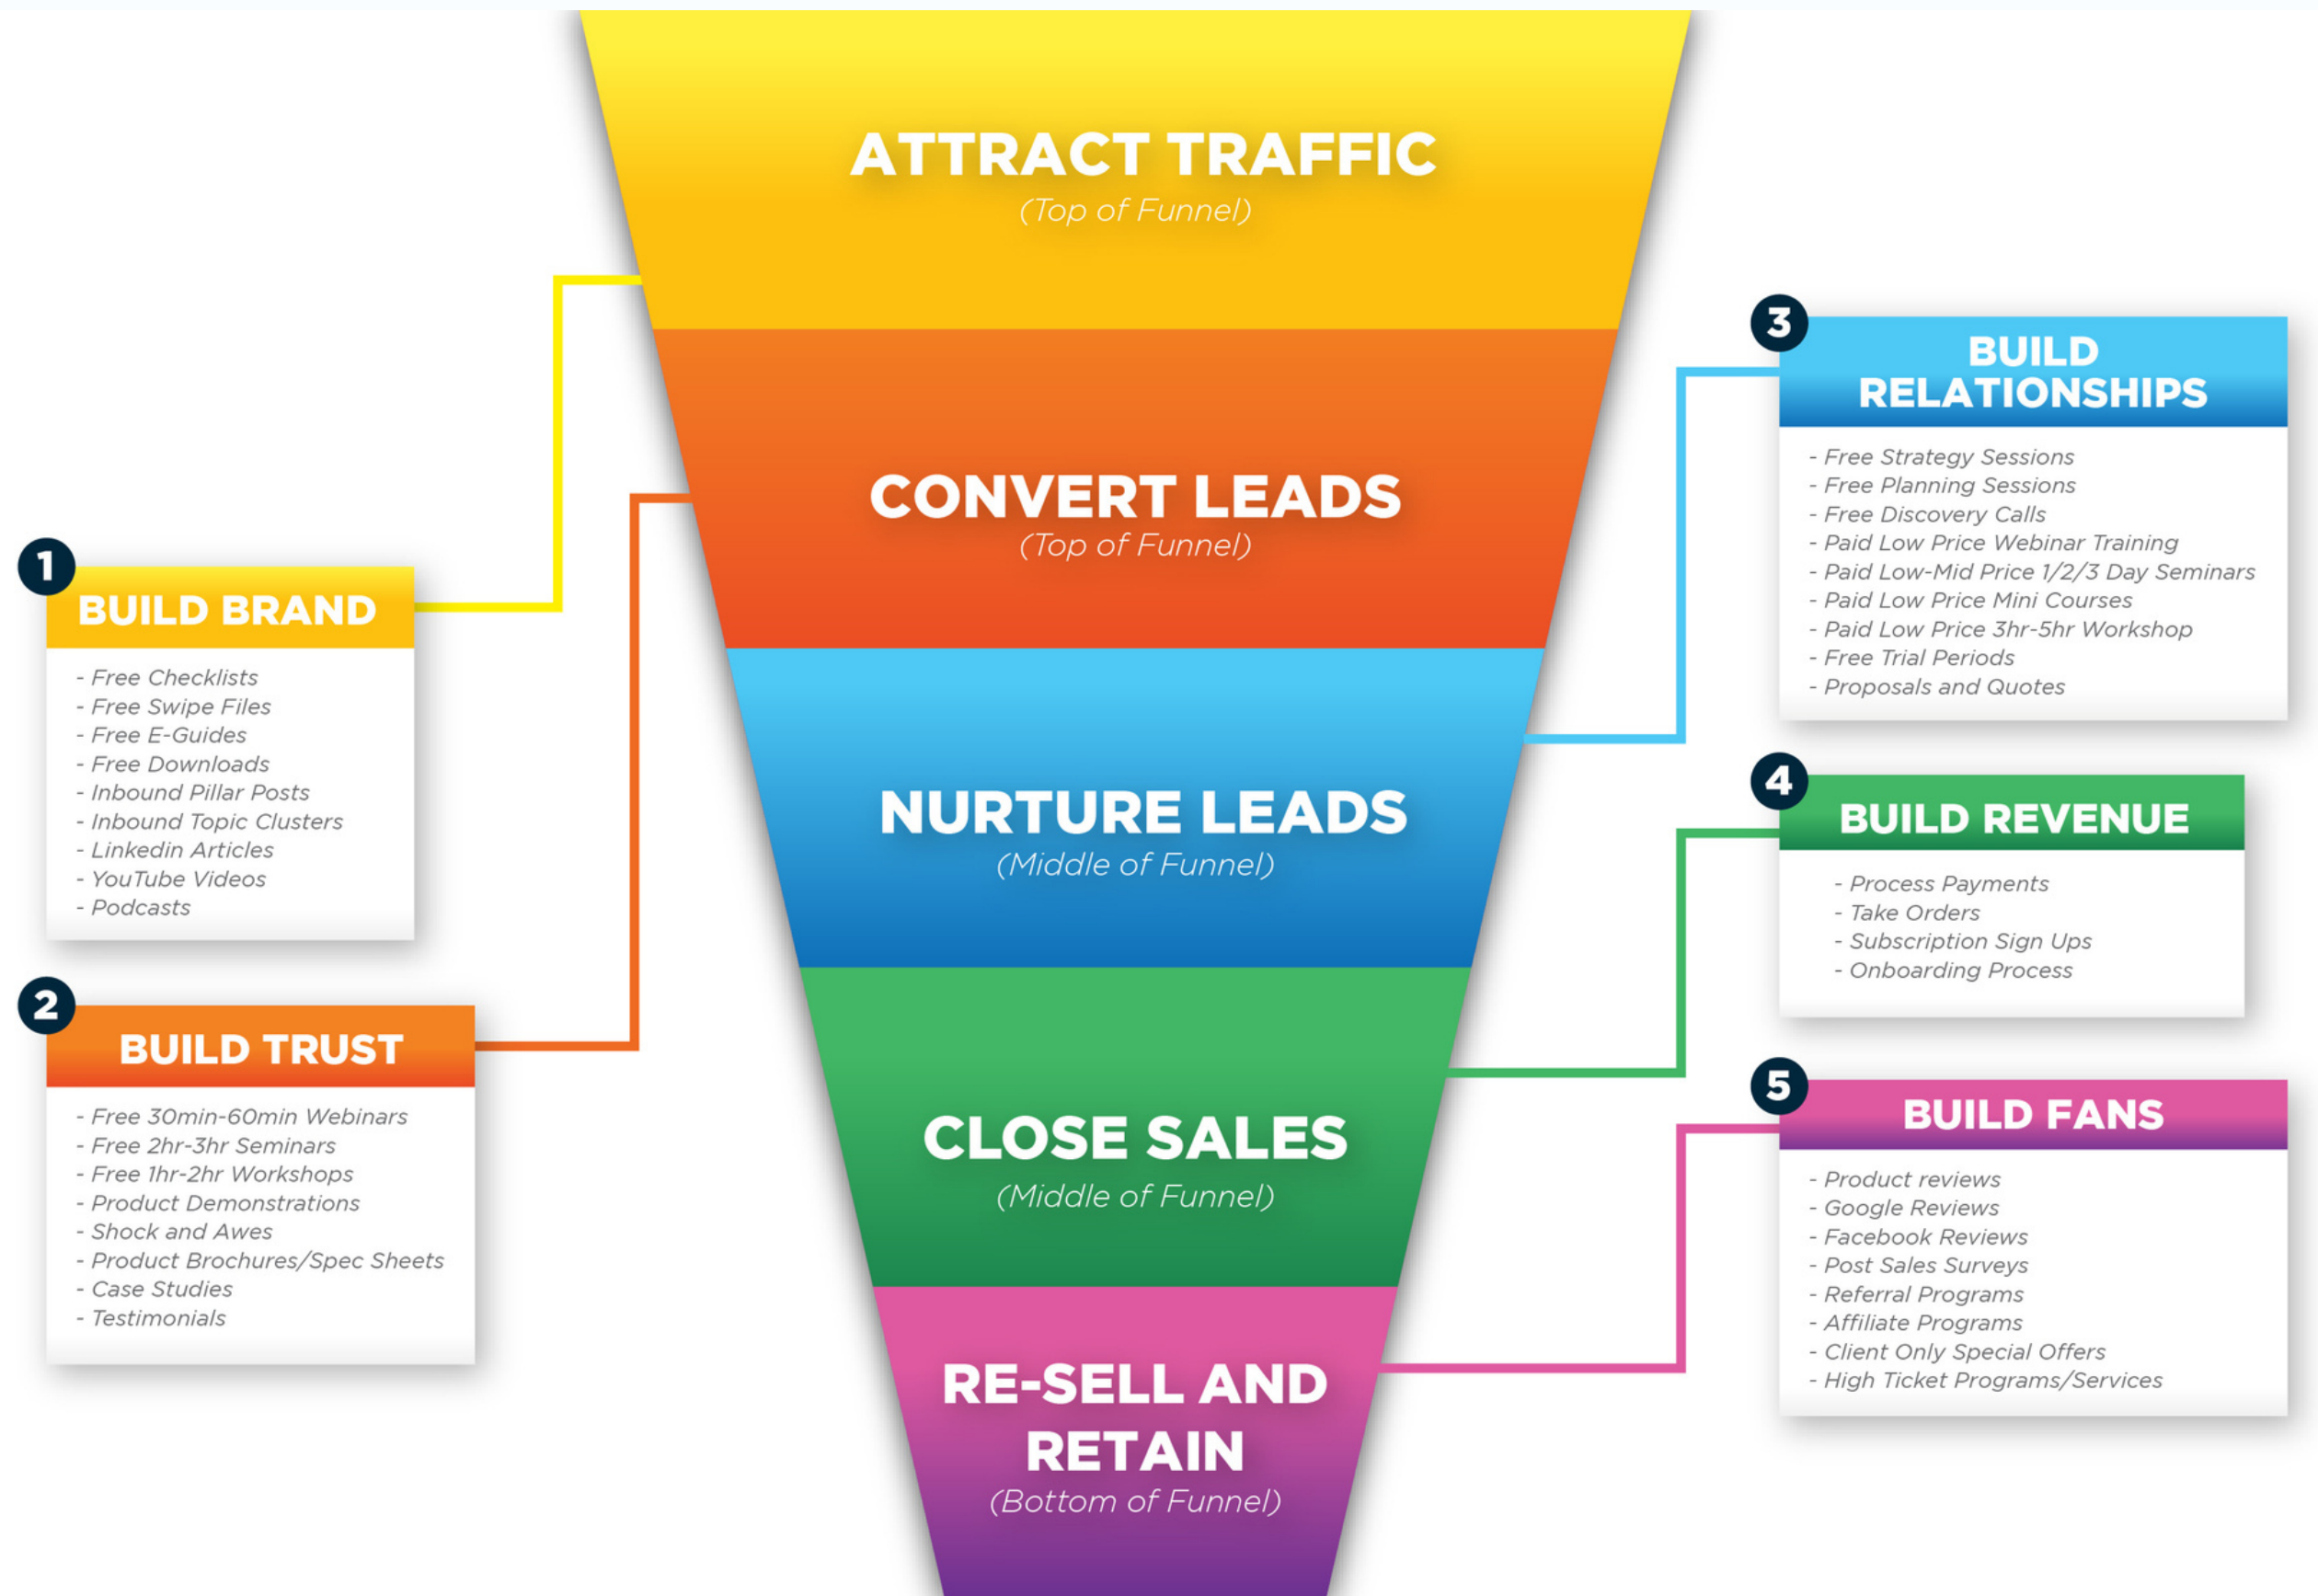 ATTRACT TRAFFIC
(Top of Funnel)
CONVERT LEADS
(Top of Funnel)
NURTURE LEADS
(Middle of Funnel)
CLOSE SALES
(Middle of Funnel)
RE-SELL AND
RETAIN
(Bottom of Funnel)
1
BUILD BRAND
- Free Checklists
- Free Swipe Files
- Free E-Guides
- Free Downloads
- Inbound Pillar Posts
- Inbound Topic Clusters
- Linkedin Articles
- YouTube Videos
- Podcasts
2
BUILD TRUST
- Free 30min-60min Webinars
- Free 2hr-3hr Seminars
- Free 1hr-2hr Workshops
- Product Demonstrations
- Shock and Awes
- Product Brochures/Spec Sheets
- Case Studies
- Testimonials
3
BUILD
RELATIONSHIPS
- Free Strategy Sessions
- Free Planning Sessions
- Free Discovery Calls
- Paid Low Price Webinar Training
- Paid Low-Mid Price 1/2/3 Day Seminars
- Paid Low Price Mini Courses
- Paid Low Price 3hr-5hr Workshop
- Free Trial Periods
- Proposals and Quotes
4
BUILD REVENUE
- Process Payments
- Take Orders
- Subscription Sign Ups
- Onboarding Process
5
BUILD FANS
- Product reviews
- Google Reviews
- Facebook Reviews
- Post Sales Surveys
- Referral Programs
- Affiliate Programs
- Client Only Special Offers
- High Ticket Programs/Services